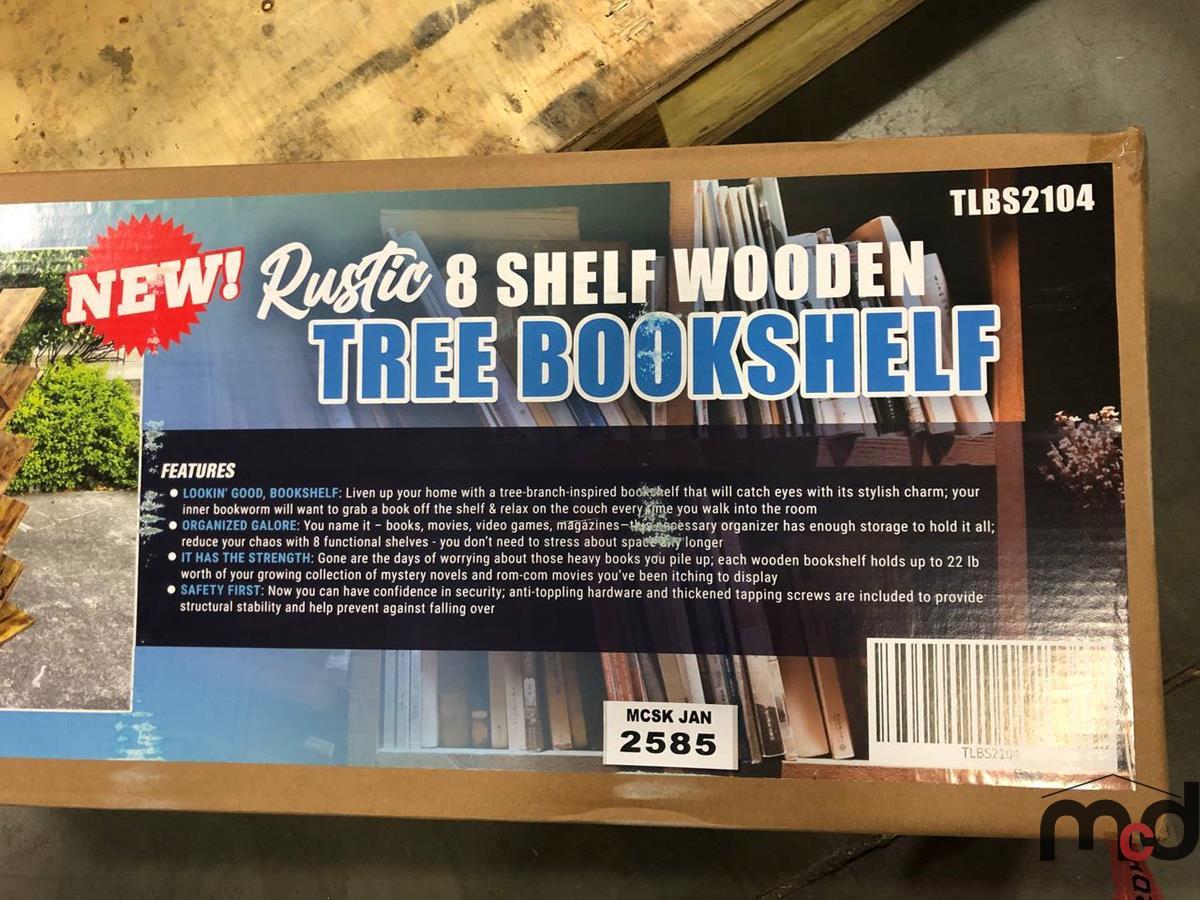 TLBS2104
NEW!
Rustic 8 SHELF WOODEN
TREE BOOKSHELF
FEATURES
● LOOKIN' GOOD, BOOKSHELF: Liven up your home with a tree-branch-inspired bookshelf that will catch eyes with its stylish charm; your
inner bookworm will want to grab a book off the shelf & relax on the couch every time you walk into the room
● ORGANIZED GALORE: You name it – books, movies, video games, magazines—this necessary organizer has enough storage to hold it all;
reduce your chaos with 8 functional shelves - you don't need to stress about space any longer
● IT HAS THE STRENGTH: Gone are the days of worrying about those heavy books you pile up; each wooden bookshelf holds up to 22 lb
worth of your growing collection of mystery novels and rom-com movies you've been itching to display
● SAFETY FIRST: Now you can have confidence in security; anti-toppling hardware and thickened tapping screws are included to provide
structural stability and help prevent against falling over
MCSK JAN
2585
TLBS2104
mcd